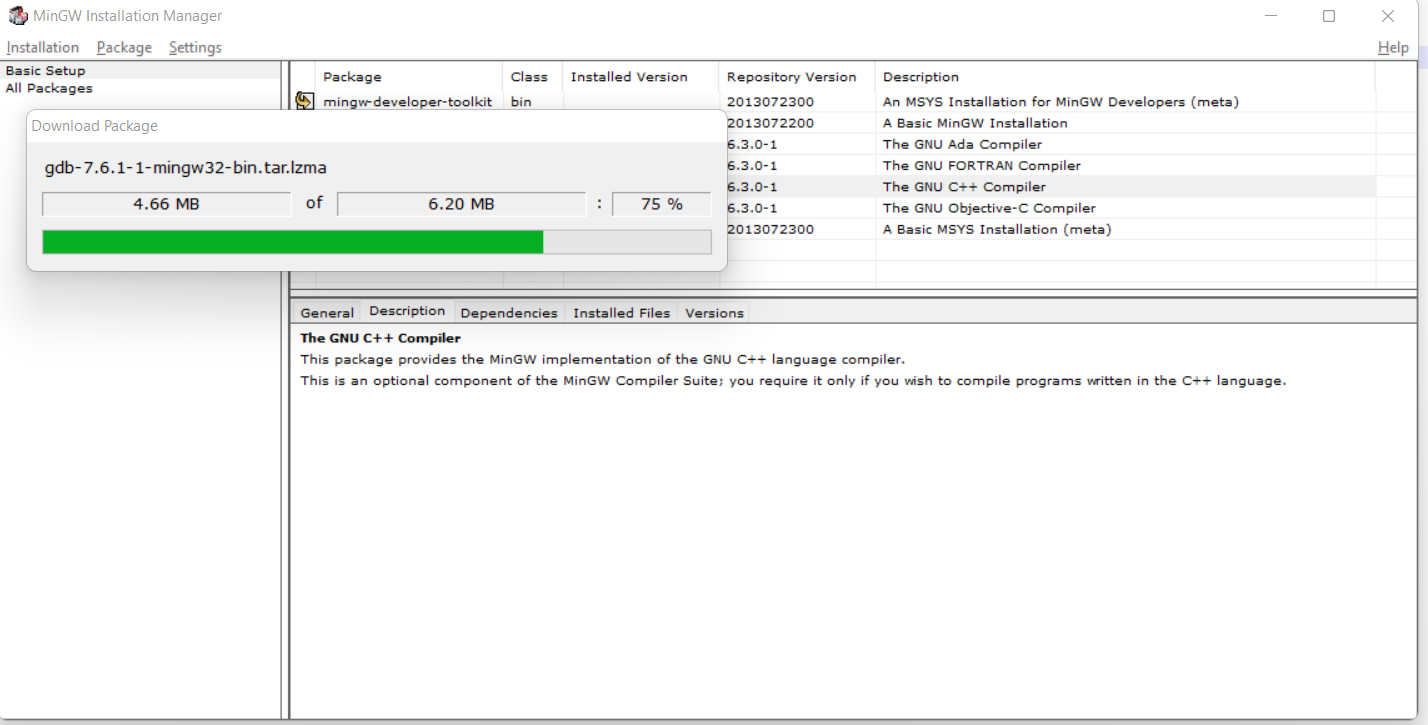 MinGW Installation Manager
Installation Package Settings Help
Basic Setup
All Packages
Package Class Installed Version Repository Version Description
mingw-developer-toolkit bin 2013072300 An MSYS Installation for MinGW Developers (meta)
2013072200 A Basic MinGW Installation
6.3.0-1 The GNU Ada Compiler
6.3.0-1 The GNU FORTRAN Compiler
6.3.0-1 The GNU C++ Compiler
6.3.0-1 The GNU Objective-C Compiler
2013072300 A Basic MSYS Installation (meta)
Download Package
gdb-7.6.1-1-mingw32-bin.tar.lzma
4.66 MB of 6.20 MB : 75 %
General Description Dependencies Installed Files Versions
The GNU C++ Compiler
This package provides the MinGW implementation of the GNU C++ language compiler.
This is an optional component of the MinGW Compiler Suite; you require it only if you wish to compile programs written in the C++ language.